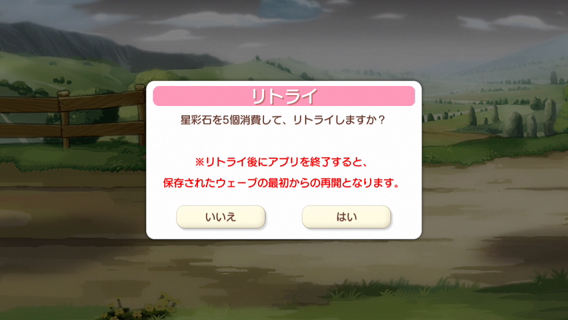 リトライ
星彩石を5個消費して、リトライしますか？
※リトライ後にアプリを終了すると、
保存されたウェーブの最初からの再開となります。
いいえ
はい